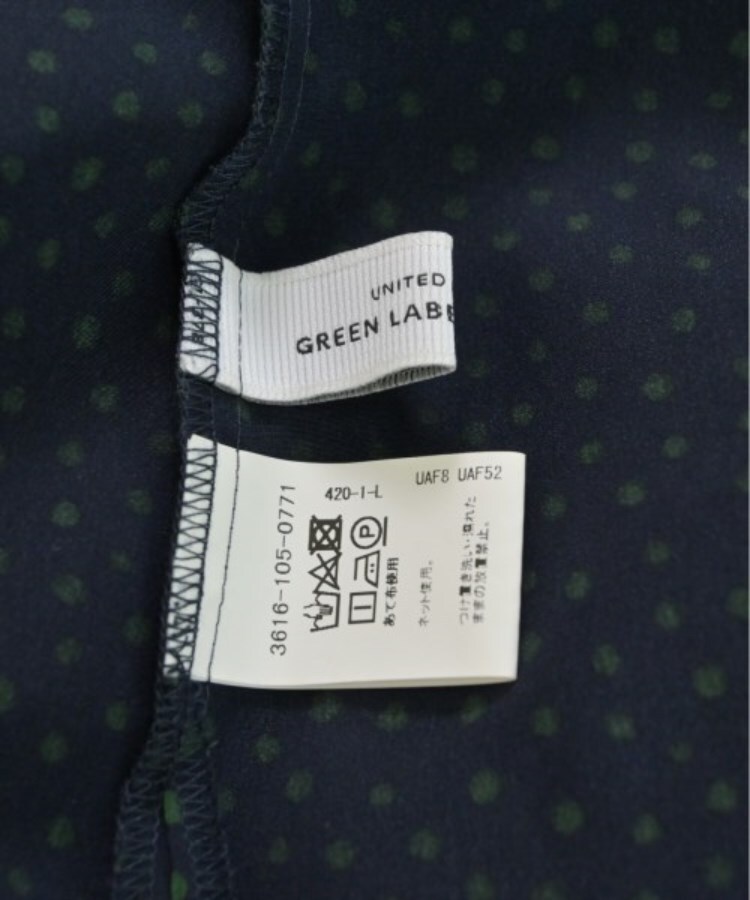 UNITED
GREEN LABE
UAF8 UAF52
420-I-L
3616-105-0771
P
あて布使用
ネット使用。
つけ置き洗い・濡れた
ままの放置禁止。